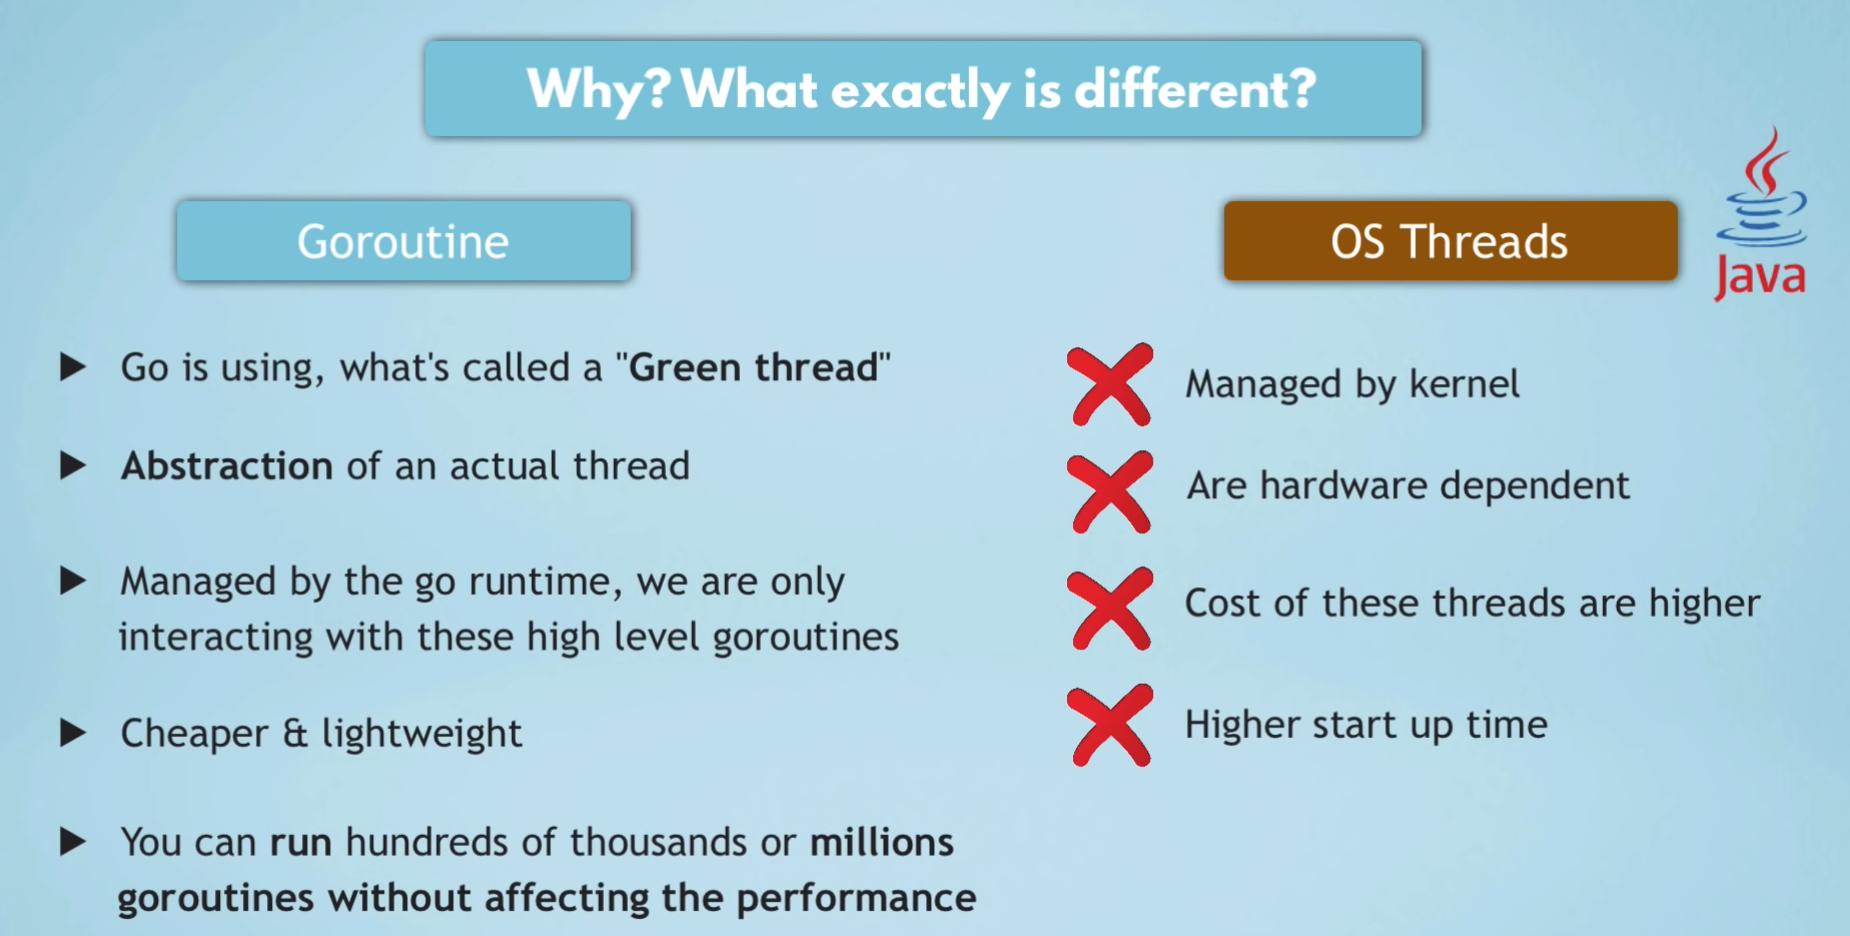 Why? What exactly is different?
Goroutine
OS Threads
Java
Go is using, what's called a "Green thread"
Abstraction of an actual thread
Managed by the go runtime, we are only
interacting with these high level goroutines
Cheaper & lightweight
You can run hundreds of thousands or millions
goroutines without affecting the performance
Managed by kernel
Are hardware dependent
Cost of these threads are higher
Higher start up time